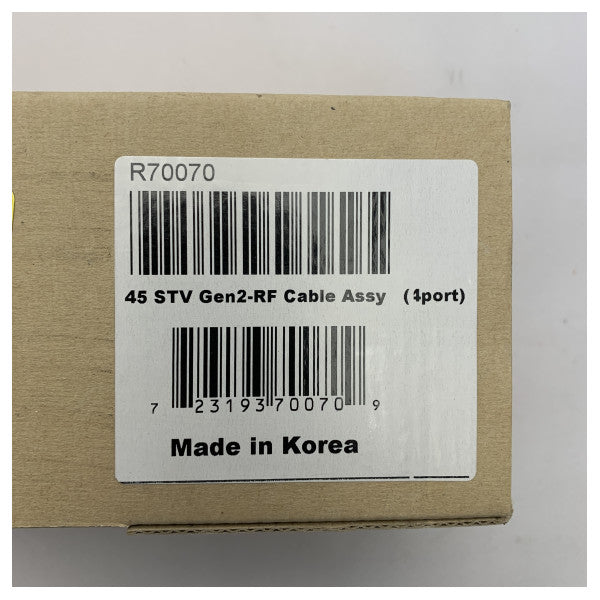 R70070
45 STV Gen2-RF Cable Assy (4port)
7 23193 70070 9
Made in Korea